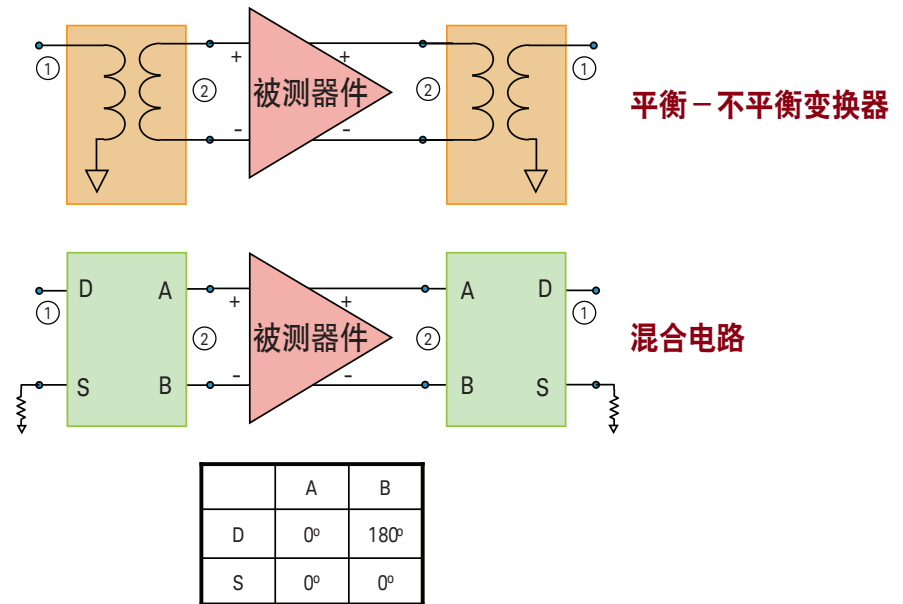 ① ② + - 被测器件 + - ② ①
平衡－不平衡变换器
D A
① ② + - 被测器件 + - ② ①
A D
S B
B S
混合电路
A B
D 0º 180º
S 0º 0º